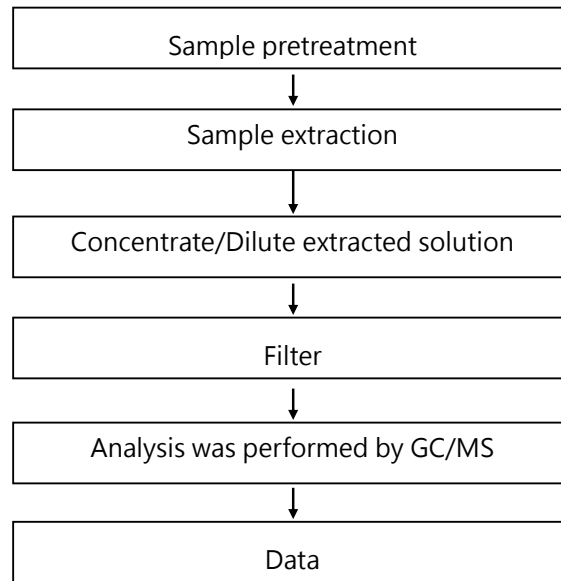 Sample pretreatment
Sample extraction
Concentrate/Dilute extracted solution
Filter
Analysis was performed by GC/MS
Data